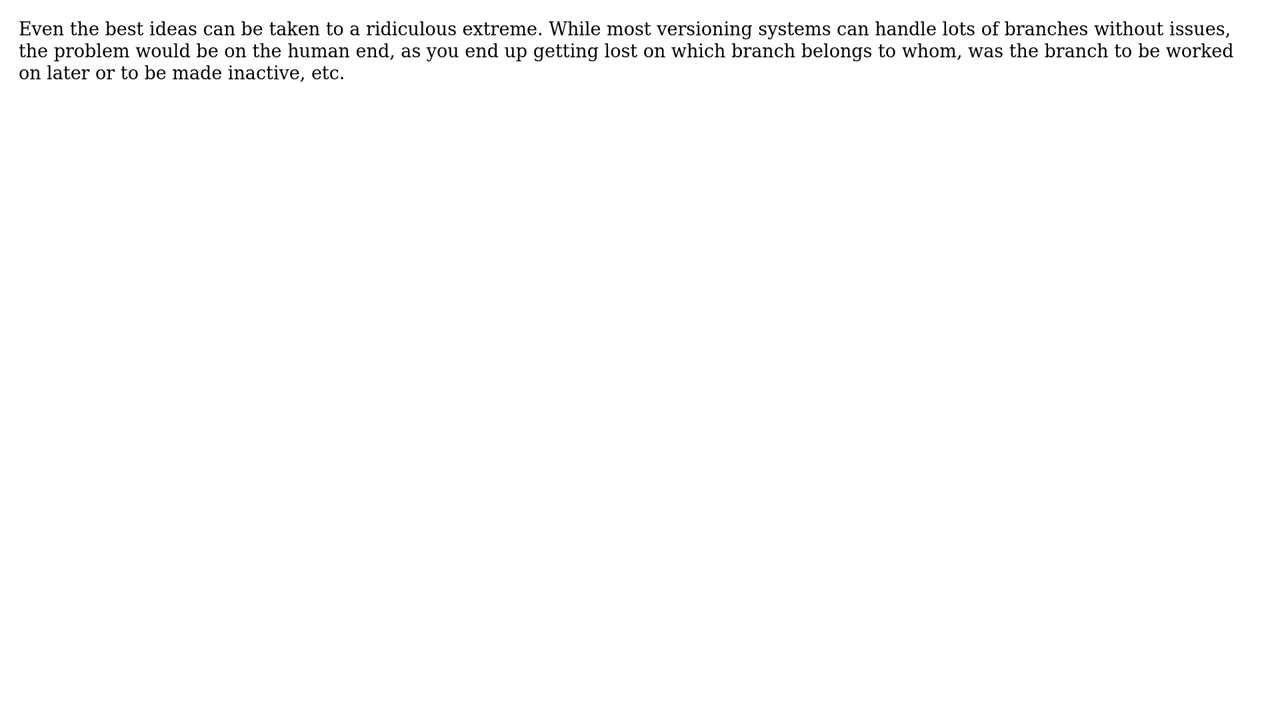 Even the best ideas can be taken to a ridiculous extreme. While most versioning systems can handle lots of branches without issues,
the problem would be on the human end, as you end up getting lost on which branch belongs to whom, was the branch to be worked
on later or to be made inactive, etc.